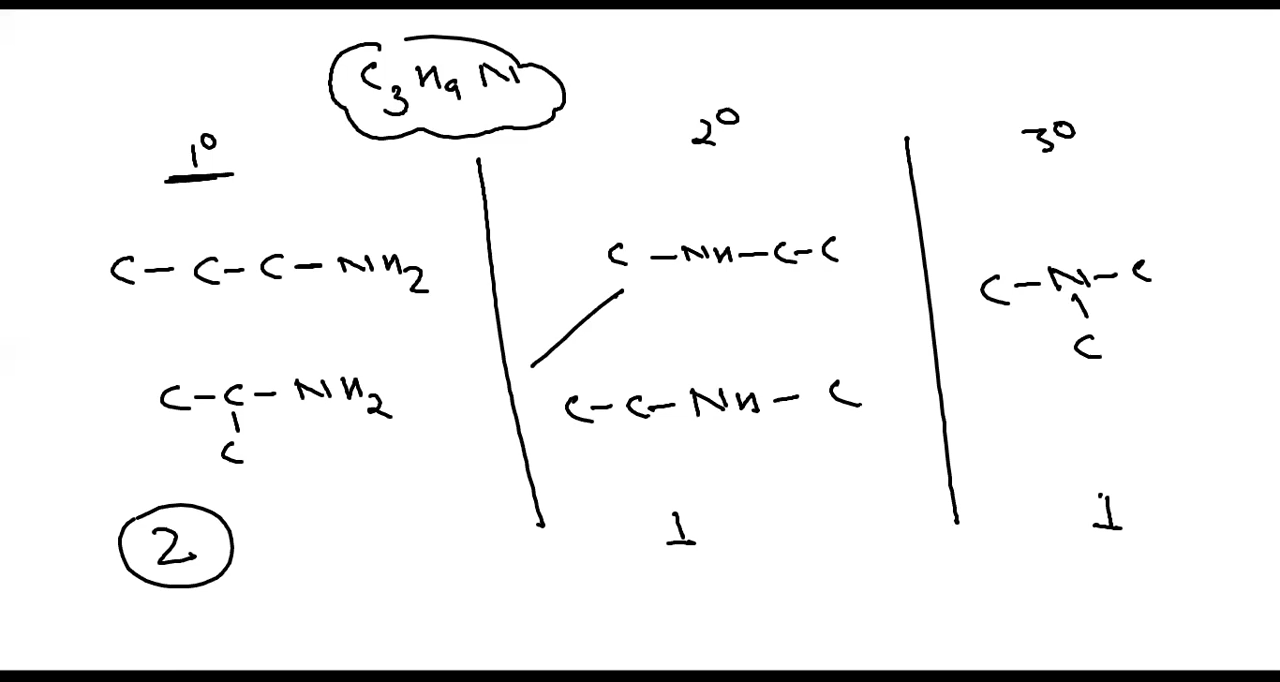 C3H9N
1° 2° 3°
C-C-C-NH2
C-C-NH2
C
2
C-NH-C-C
C-C-NH-C
1
C-N-C
C
1